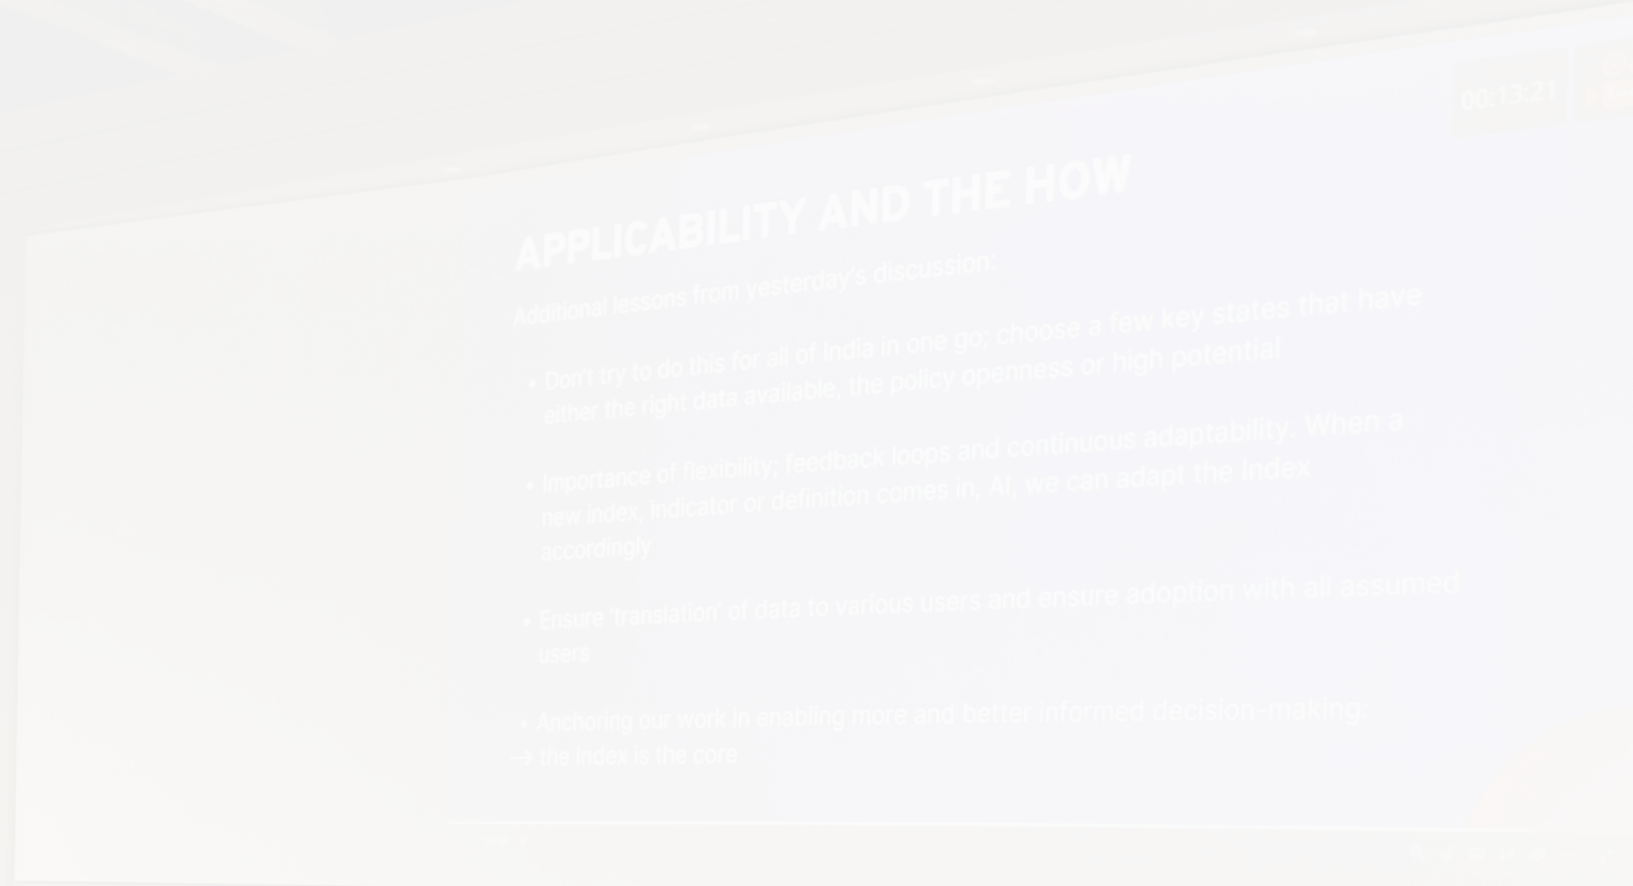 00:13:21
APPLICABILITY AND THE HOW
Additional lessons from yesterday's discussion:
• Don't try to do this for all of India in one go; choose a few key states that have
either the right data available, the policy openness or high potential
• Importance of flexibility; feedback loops and continuous adaptability. When a
new index, indicator or definition comes in, AI, we can adapt the Index
accordingly
• Ensure 'translation' of data to various users and ensure adoption with all assumed
users
• Anchoring our work in enabling more and better informed decision-making:
→ the Index is the core